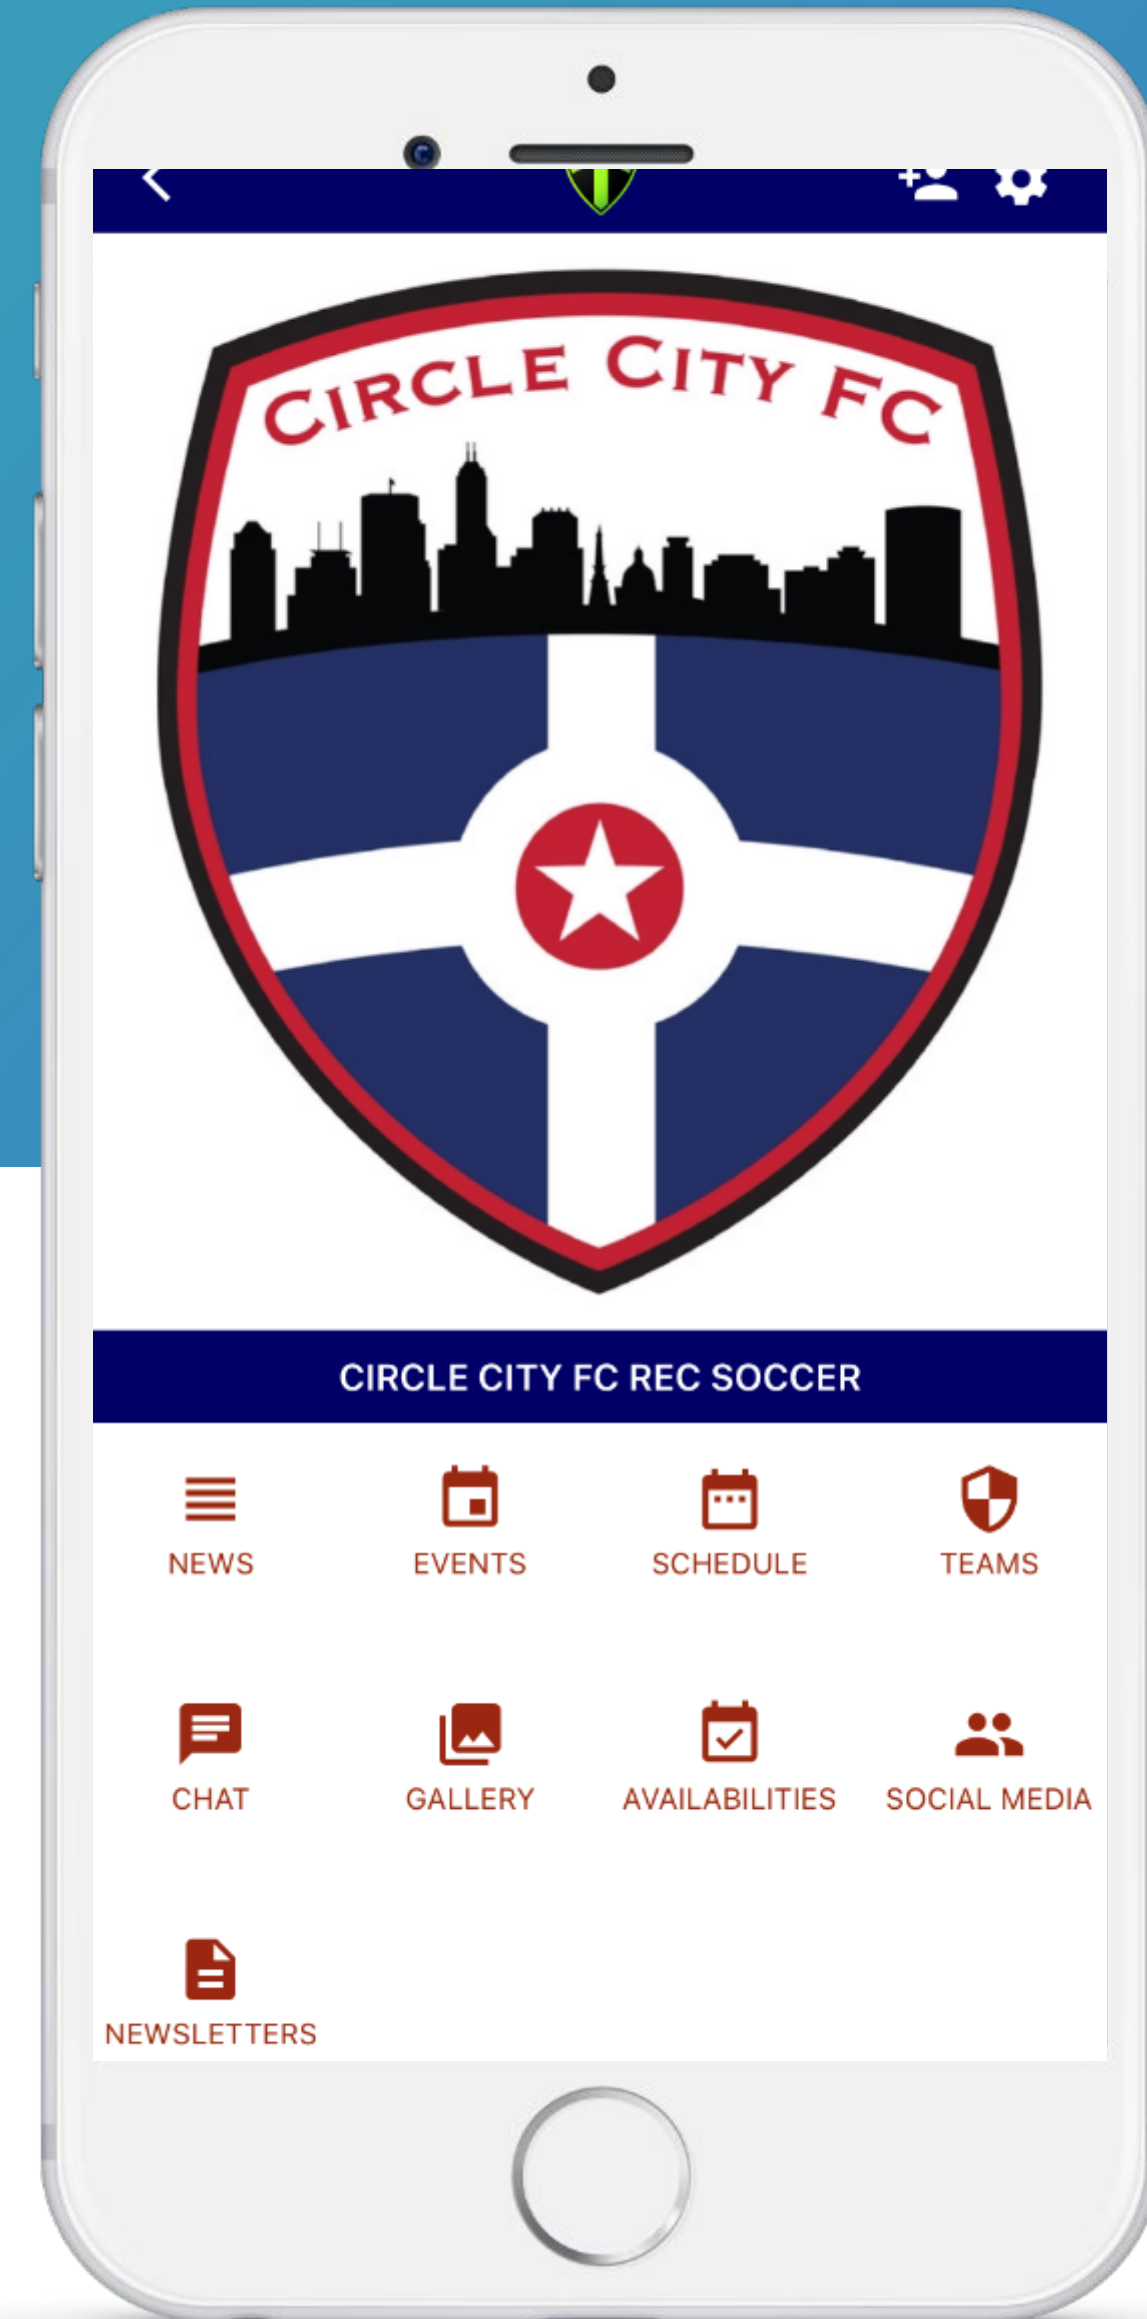 CIRCLE CITY FC
CIRCLE CITY FC REC SOCCER
NEWS EVENTS SCHEDULE TEAMS
CHAT GALLERY AVAILABILITIES SOCIAL MEDIA
NEWSLETTERS